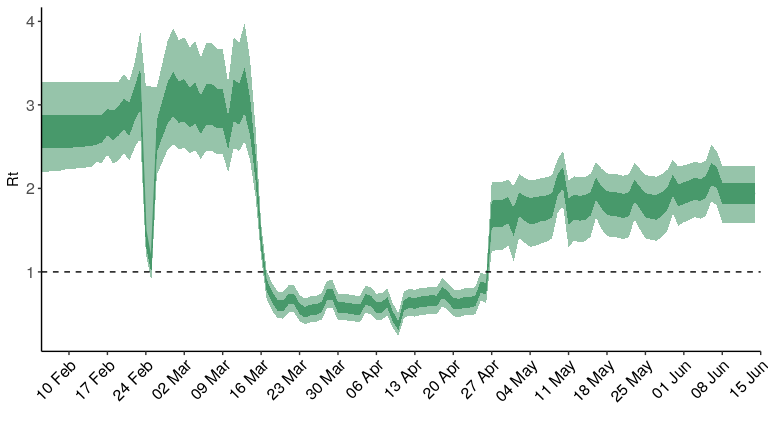 4
3
2
1
Rt
10 Feb
17 Feb
24 Feb
02 Mar
09 Mar
16 Mar
23 Mar
30 Mar
06 Apr
13 Apr
20 Apr
27 Apr
04 May
11 May
18 May
25 May
01 Jun
08 Jun
15 Jun